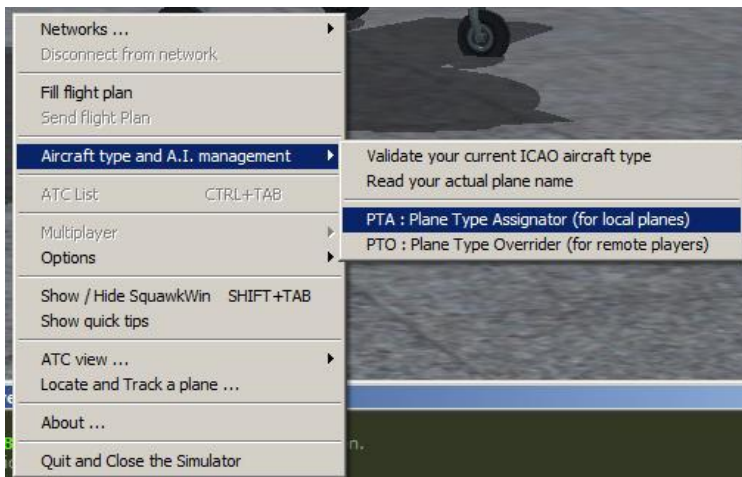 Networks ...
Disconnect from network
Fill flight plan
Send flight Plan
Aircraft type and A.I. management
ATC List CTRL+TAB
Multiplayer
Options
Show / Hide SquawkWin SHIFT+TAB
Show quick tips
ATC view ...
Locate and Track a plane ...
About ...
Quit and Close the Simulator
Validate your current ICAO aircraft type
Read your actual plane name
PTA : Plane Type Assignator (for local planes)
PTO : Plane Type Overrider (for remote players)